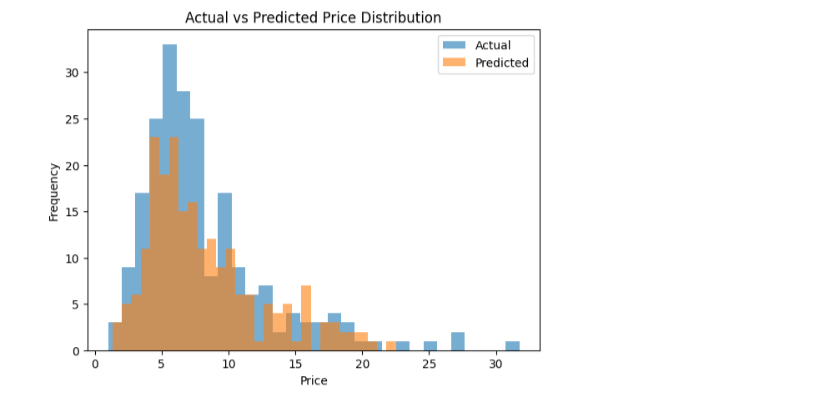 Actual vs Predicted Price Distribution
Actual
Predicted
Frequency
30
25
20
15
10
5
0
0 5 10 15 20 25 30
Price